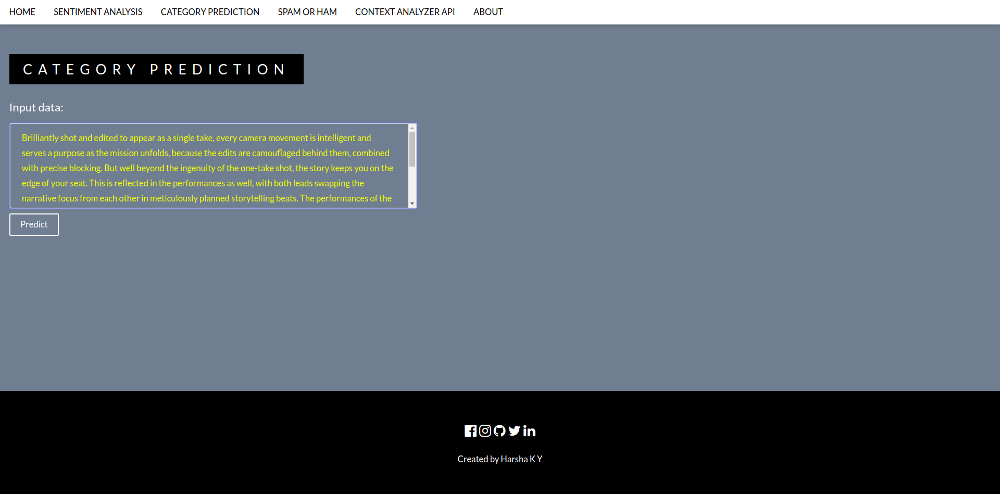 HOME SENTIMENT ANALYSIS CATEGORY PREDICTION SPAM OR HAM CONTEXT ANALYZER API ABOUT
CATEGORY PREDICTION
Input data:
Brilliantly shot and edited to appear as a single take, every camera movement is intelligent and
serves a purpose as the mission unfolds, because the edits are camouflaged behind them, combined
with precise blocking. But well beyond the ingenuity of the one-take shot, the story keeps you on the
edge of your seat. This is reflected in the performances as well, with both leads swapping the
narrative focus from each other in meticulously planned storytelling beats. The performances of the
Predict
Created by Harsha K Y